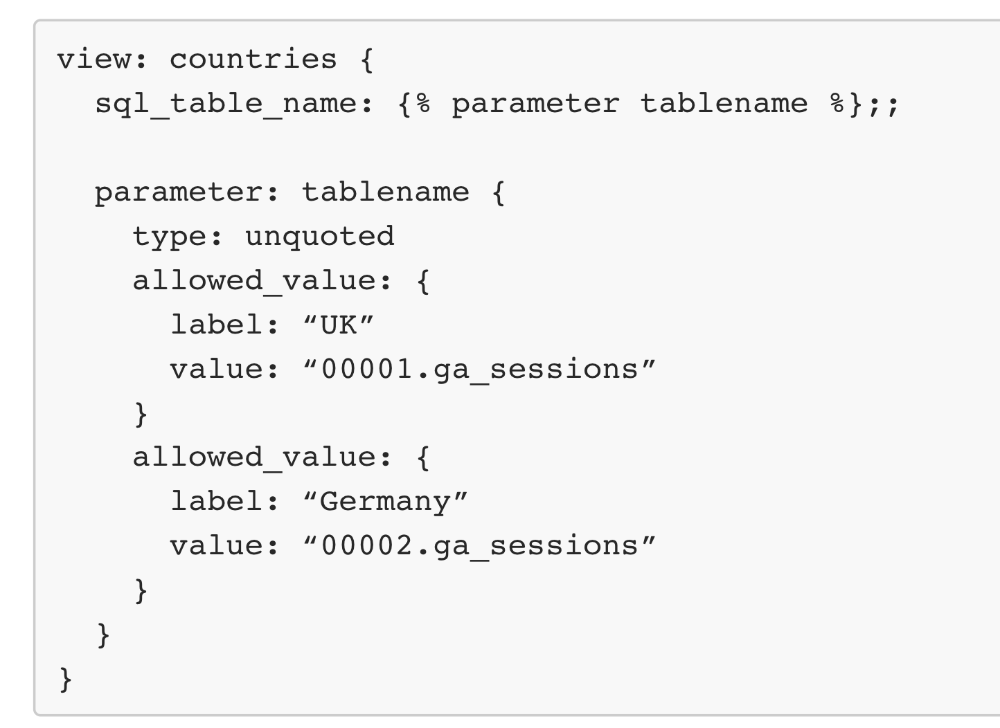 view: countries {
  sql_table_name: {% parameter tablename %};;

  parameter: tablename {
    type: unquoted
    allowed_value: {
      label: “UK”
      value: “00001.ga_sessions”
    }
    allowed_value: {
      label: “Germany”
      value: “00002.ga_sessions”
    }
  }
}